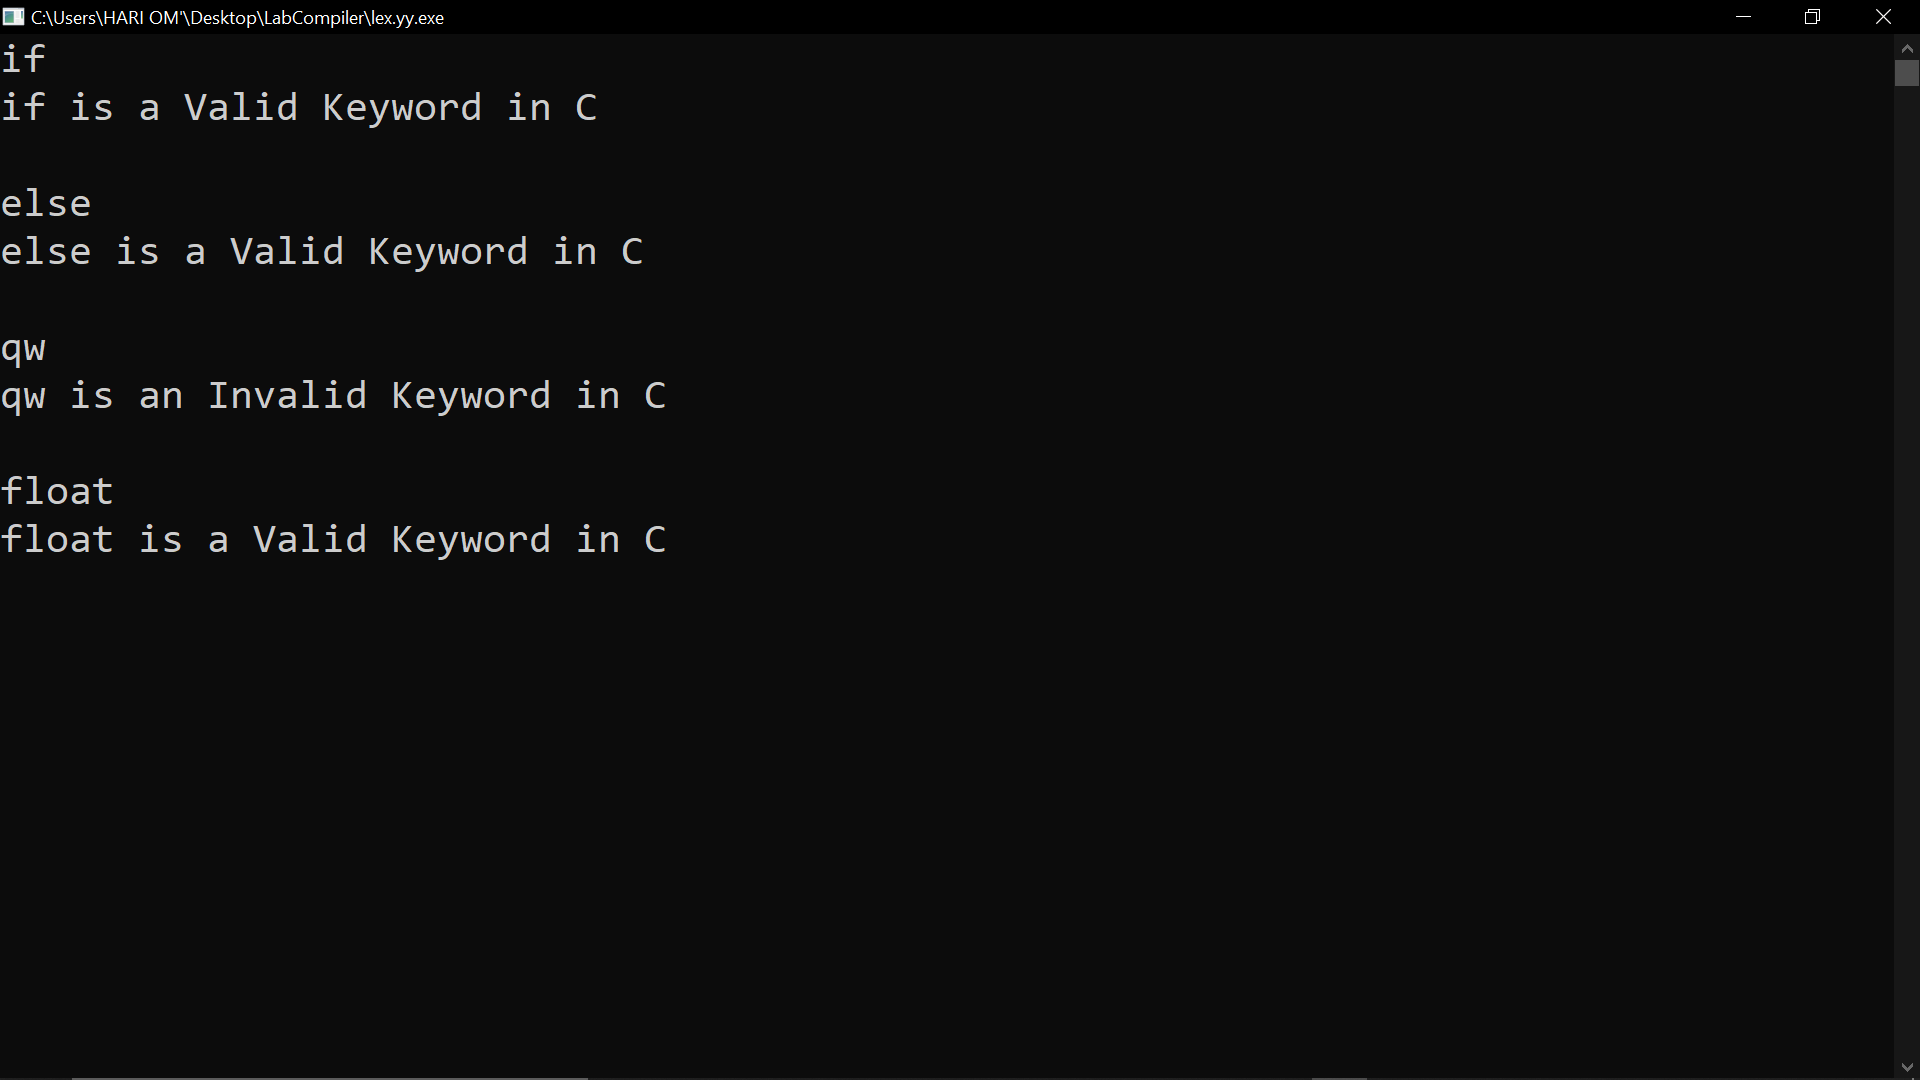 C:\Users\HARI OM'\Desktop\LabCompiler\lex.yy.exe
if
if is a Valid Keyword in C
else
else is a Valid Keyword in C
qw
qw is an Invalid Keyword in C
float
float is a Valid Keyword in C